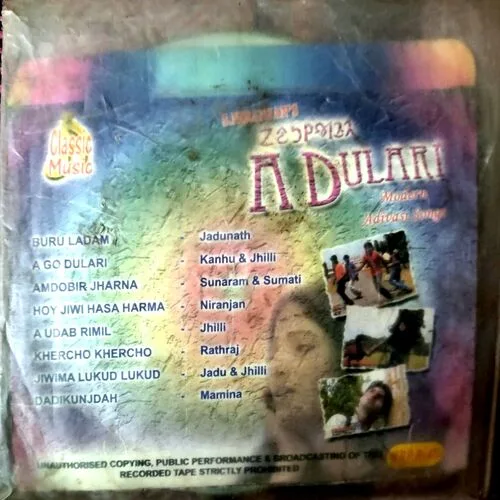 Classic
Music
A DULARI
Modern
Adivasi Songs
BURU LADAM - Jadunath
A GO DULARI - Kanhu & Jhilli
AMDOBIR JHARNA - Sunaram & Sumati
HOY JIWI HASA HARMA - Niranjan
A UDAB RIMIL - Jhilli
KHERCHO KHERCHO - Rathraj
JIWIMA LUKUD LUKUD - Jadu & Jhilli
DADIKUNJDAH - Mamina
UNAUTHORISED COPYING, PUBLIC PERFORMANCE & BROADCASTING OF THIS
RECORDED TAPE STRICTLY PROHIBITED